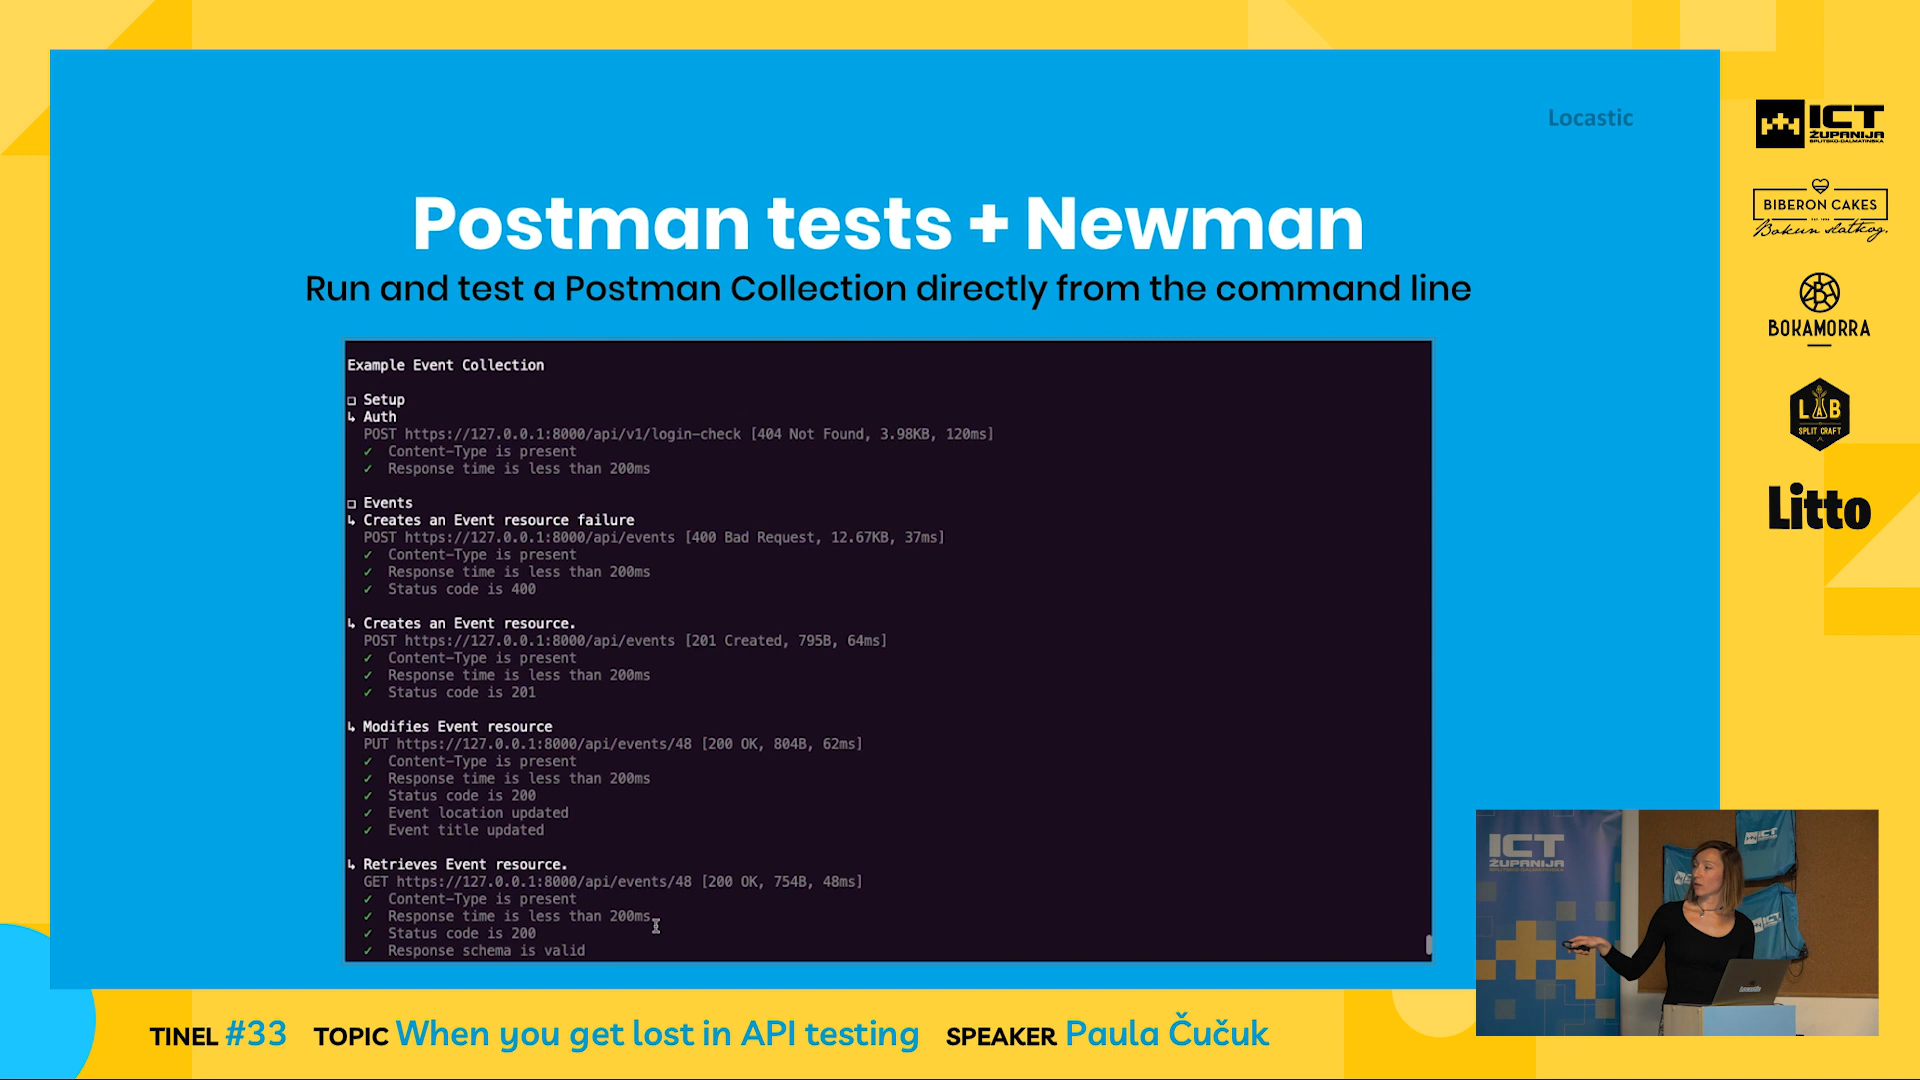 Locastic
Postman tests + Newman
Run and test a Postman Collection directly from the command line
Example Event Collection
❏ Setup
↳ Auth
POST https://127.0.0.1:8000/api/v1/login-check [404 Not Found, 3.98KB, 120ms]
✓ Content-Type is present
✓ Response time is less than 200ms
❏ Events
↳ Creates an Event resource failure
POST https://127.0.0.1:8000/api/events [400 Bad Request, 12.67KB, 37ms]
✓ Content-Type is present
✓ Response time is less than 200ms
✓ Status code is 400
↳ Creates an Event resource.
POST https://127.0.0.1:8000/api/events [201 Created, 795B, 64ms]
✓ Content-Type is present
✓ Response time is less than 200ms
✓ Status code is 201
↳ Modifies Event resource
PUT https://127.0.0.1:8000/api/events/48 [200 OK, 804B, 62ms]
✓ Content-Type is present
✓ Response time is less than 200ms
✓ Status code is 200
✓ Event location updated
✓ Event title updated
↳ Retrieves Event resource.
GET https://127.0.0.1:8000/api/events/48 [200 OK, 754B, 48ms]
✓ Content-Type is present
✓ Response time is less than 200ms
✓ Status code is 200
✓ Response schema is valid
ICT
ŽUPANIJA
SPLITSKO-DALMATINSKA
BIBERON CAKES
Bokun slatkog.
BOKAMORRA
LAB
SPLIT CRAFT
Litto
ICT
ŽUPANIJA
ICT
TINEL #33 TOPIC When you get lost in API testing SPEAKER Paula Čučuk